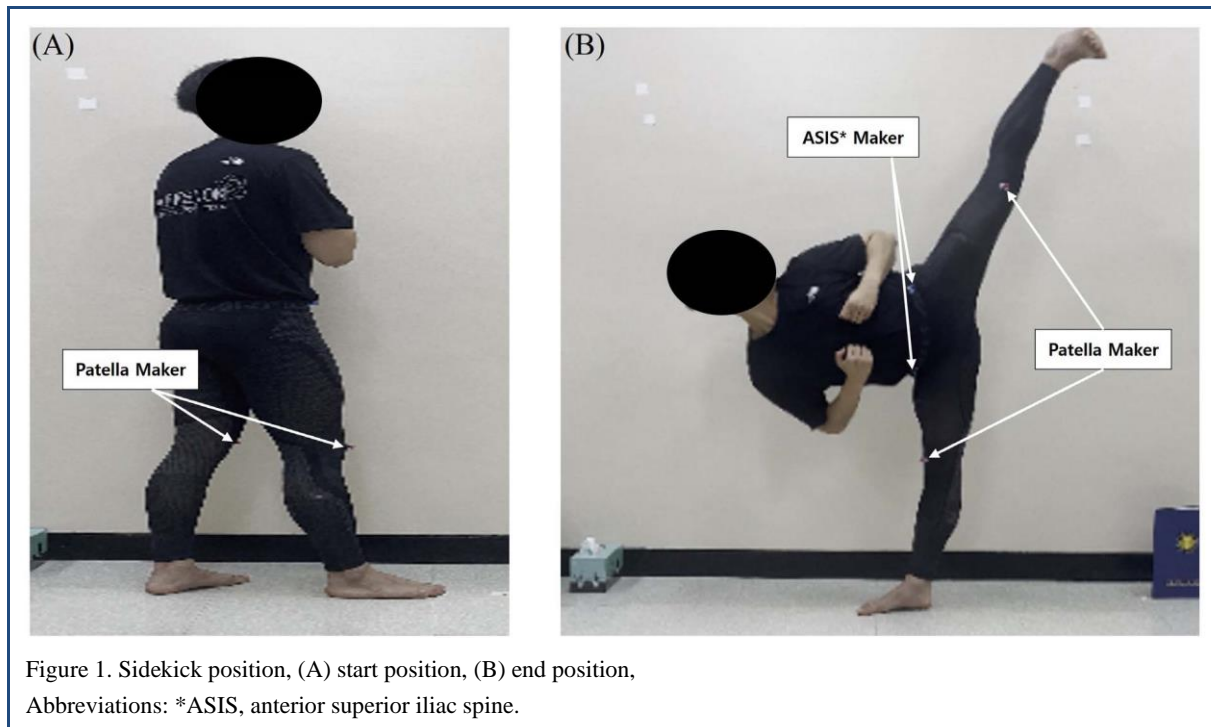 (A)
(B)
ASIS* Maker
Patella Maker
Patella Maker
Figure 1. Sidekick position, (A) start position, (B) end position,
Abbreviations: *ASIS, anterior superior iliac spine.